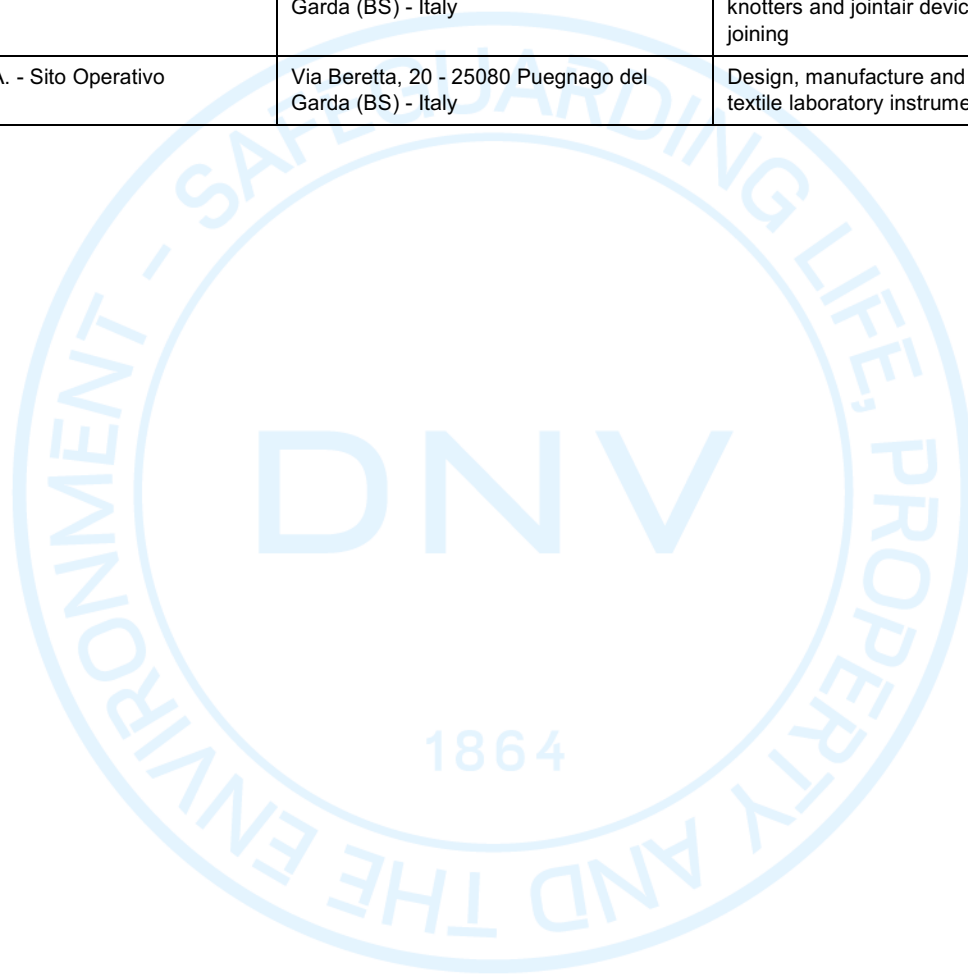 Garda (BS) - Italy
knotters and jointair devic
joining
A. - Sito Operativo
Via Beretta, 20 - 25080 Puegnago del
Garda (BS) - Italy
Design, manufacture and
textile laboratory instrume
SAFEGUARDING LIFE, PROPERTY AND THE ENVIRONMENT -
DNV
1864